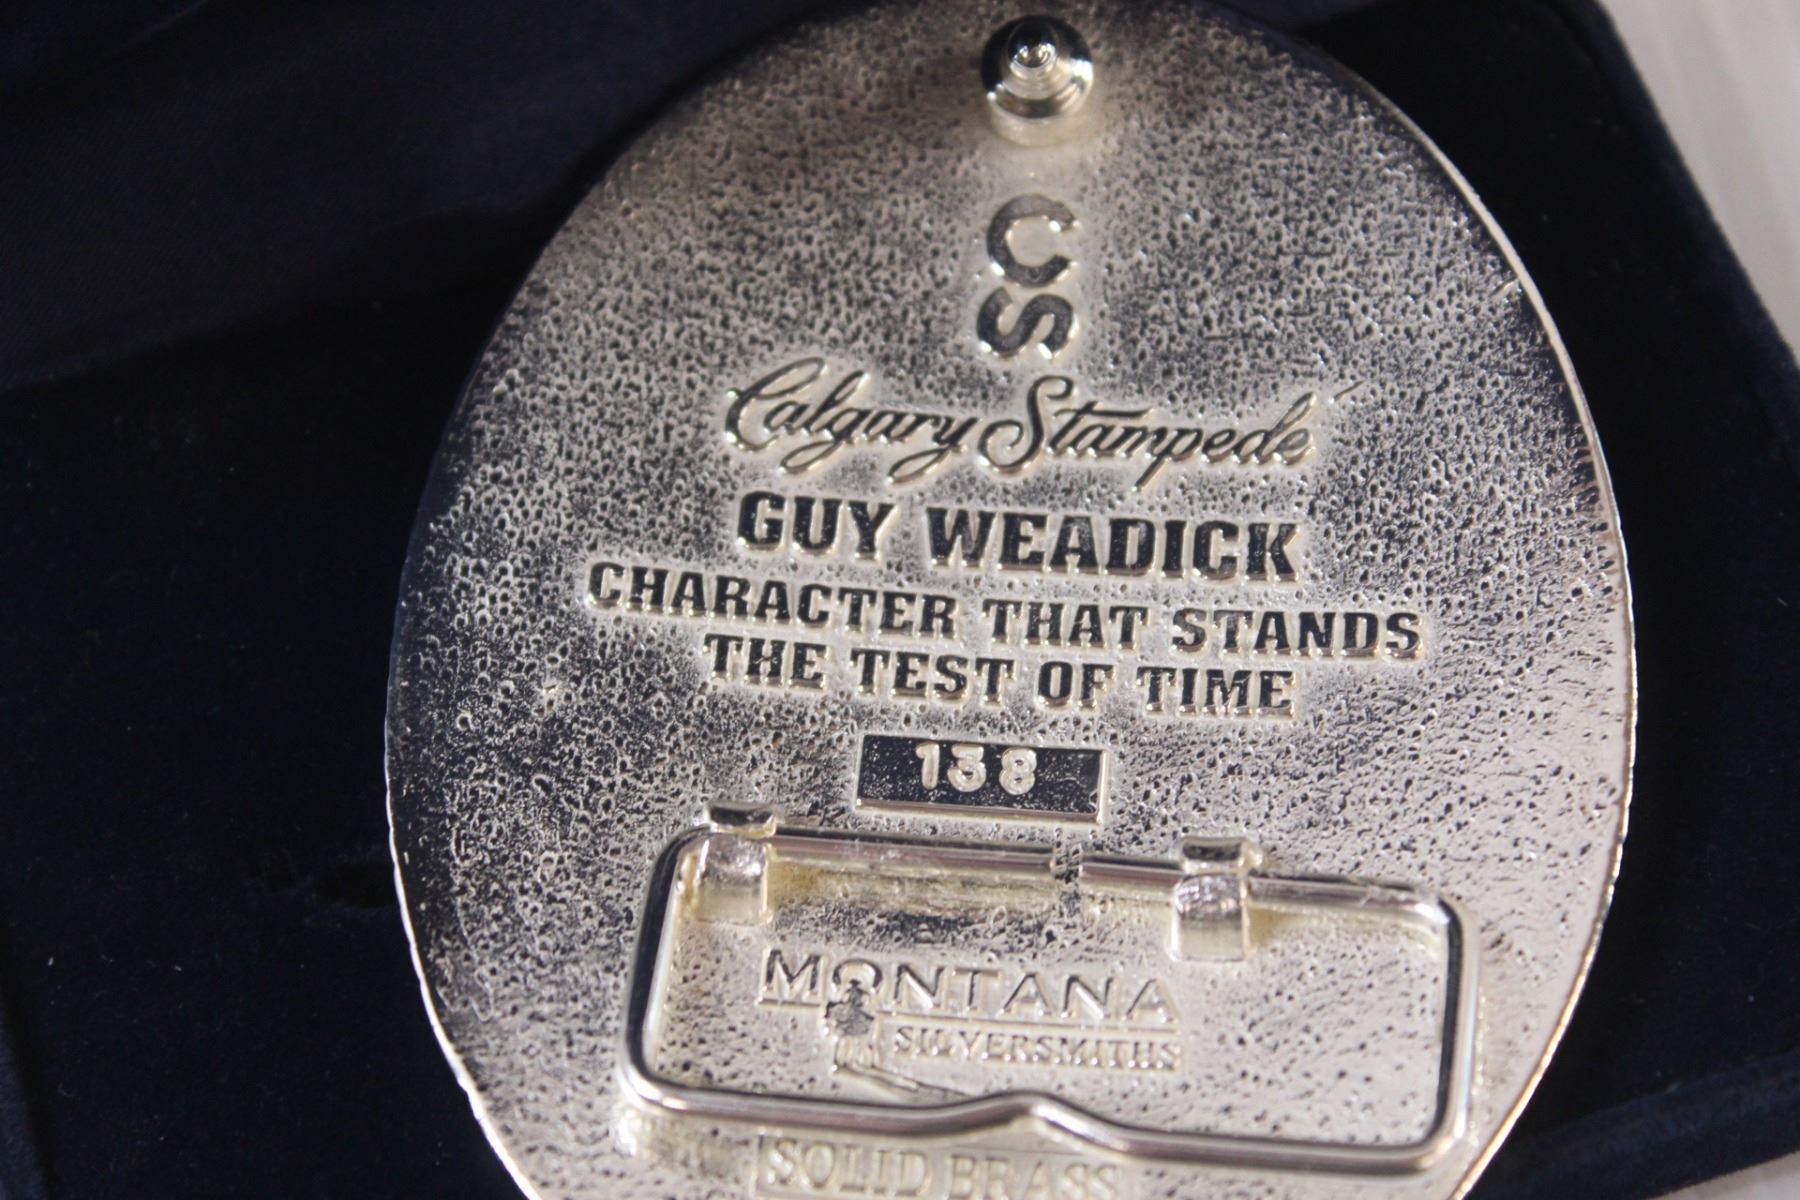 CS
Calgary Stampede
GUY WEADICK
CHARACTER THAT STANDS
THE TEST OF TIME
138
MONTANA
SILVERSMITHS
SOLID BRASS